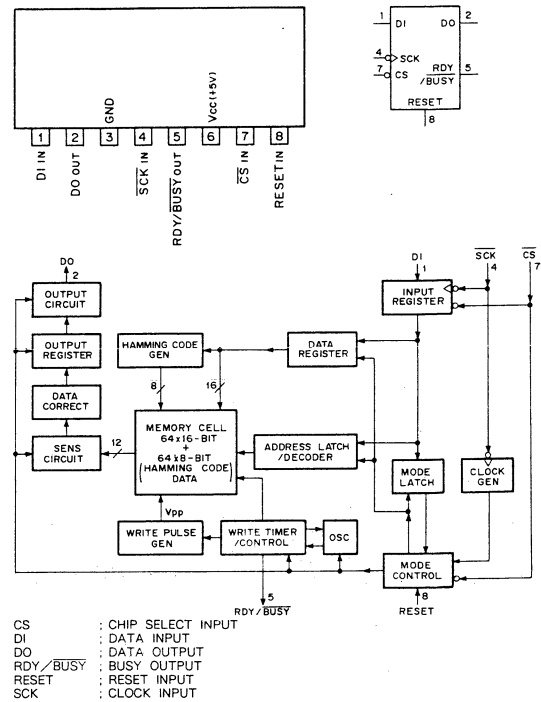 GND
Vcc(+5V)
1 2 3 4 5 6 7 8
DI IN
DO OUT
SCK IN
RDY/BUSY OUT
CS IN
RESET IN
1 DI DO 2
4 SCK
7 CS
RDY
/BUSY 5
RESET
8
DO
2
OUTPUT
CIRCUIT
OUTPUT
REGISTER
DATA
CORRECT
SENS
CIRCUIT
12
HAMMING CODE
GEN
8
16
DATA
REGISTER
MEMORY CELL
64x16-BIT
+
64x8-BIT
(HAMMING CODE
DATA)
ADDRESS LATCH
/DECODER
Vpp
WRITE PULSE
GEN
WRITE TIMER
/CONTROL
OSC
5
RDY/BUSY
DI
1
SCK
4
CS
7
INPUT
REGISTER
MODE
LATCH
CLOCK
GEN
MODE
CONTROL
8
RESET
CS ; CHIP SELECT INPUT
DI ; DATA INPUT
DO ; DATA OUTPUT
RDY/BUSY ; BUSY OUTPUT
RESET ; RESET INPUT
SCK ; CLOCK INPUT